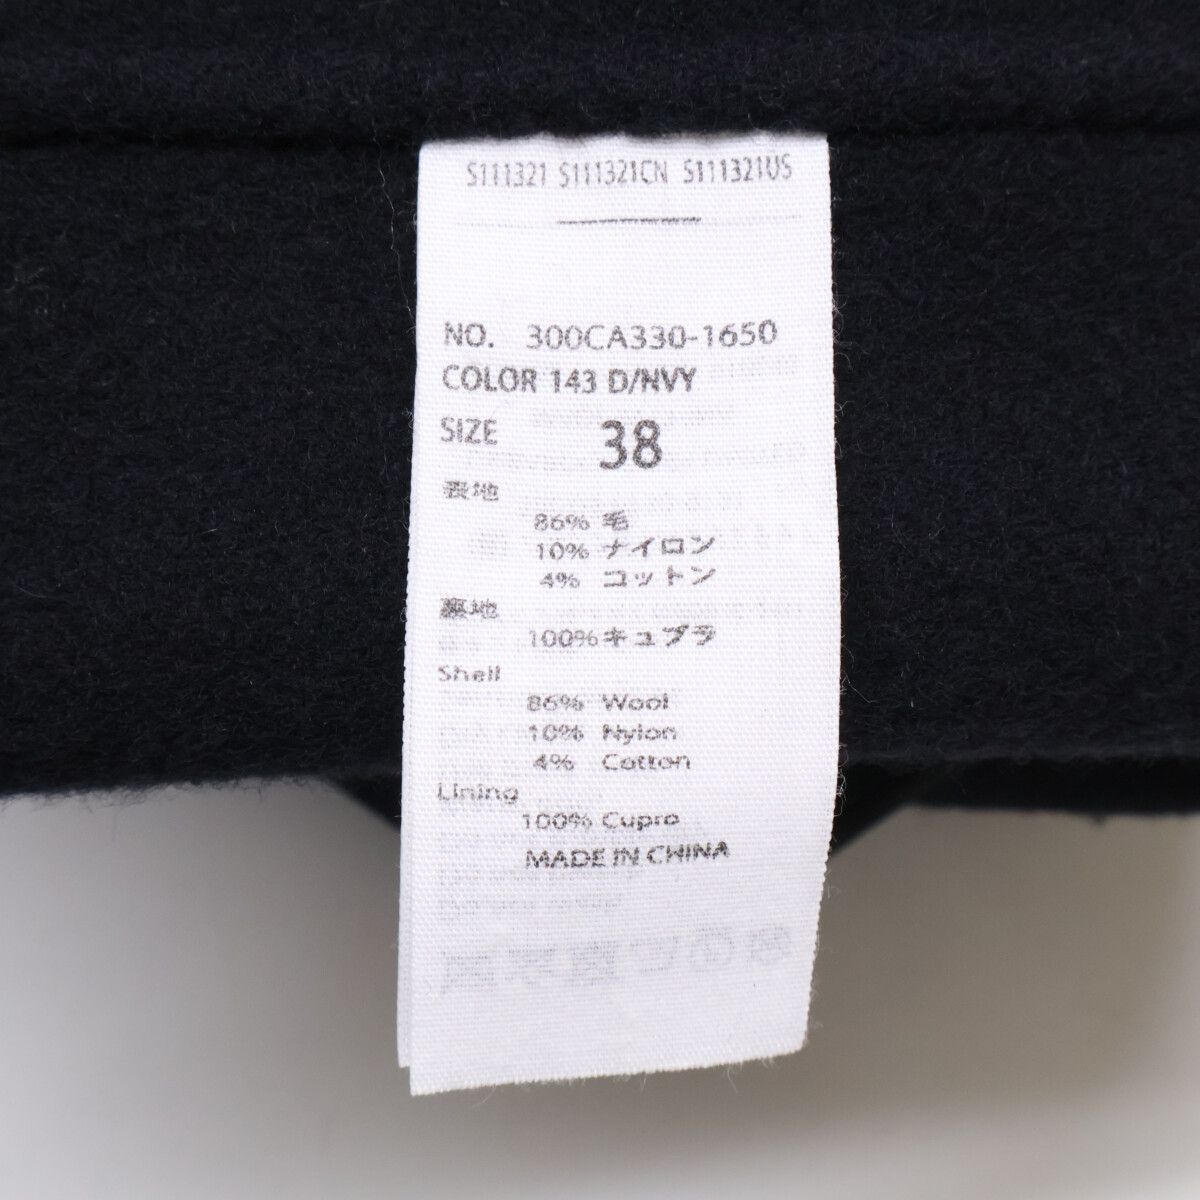 S111321 S111321CN S111321US
NO. 300CA330-1650
COLOR 143 D/NVY
SIZE 38
表地
86% 毛
10% ナイロン
4% コットン
裏地
100% キュプラ
Shell
86% Wool
10% Nylon
4% Cotton
Lining
100% Cupro
MADE IN CHINA